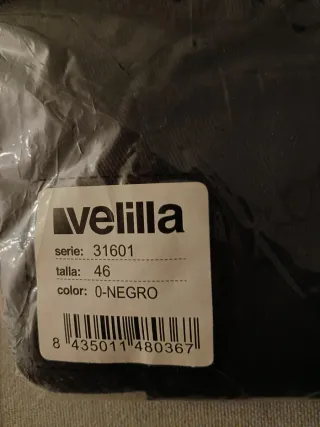 velilla
serie: 31601
talla: 46
color: 0-NEGRO
8 435011 480367